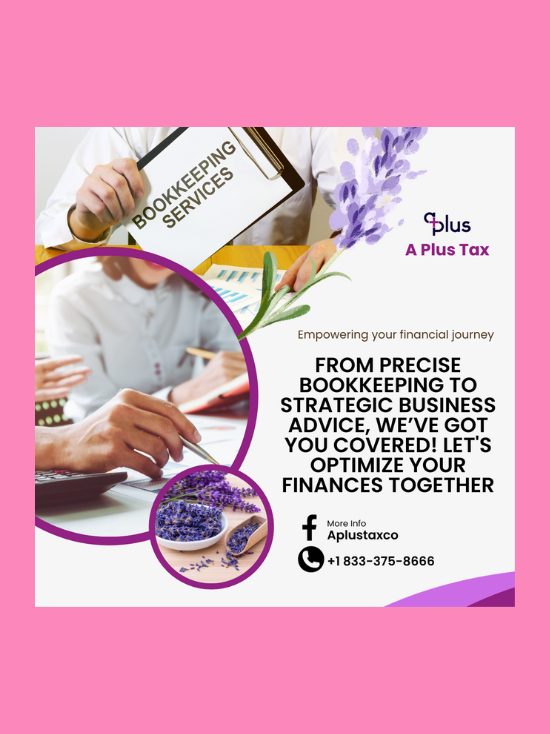 BOOKKEEPING
SERVICES
aplus
A Plus Tax
Empowering your financial journey
FROM PRECISE
BOOKKEEPING TO
STRATEGIC BUSINESS
ADVICE, WE’VE GOT
YOU COVERED! LET'S
OPTIMIZE YOUR
FINANCES TOGETHER
More Info
Aplustaxco
+1 833-375-8666